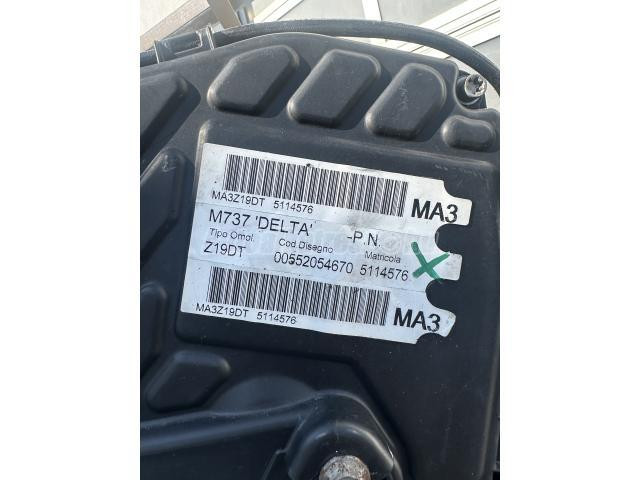 MA3Z19DT 5114576
MA3
M737 'DELTA' -P.N.
Tipo Omol. Cod Disegno Matricola
Z19DT 00552054670 5114576
MA3Z19DT 5114576
MA3